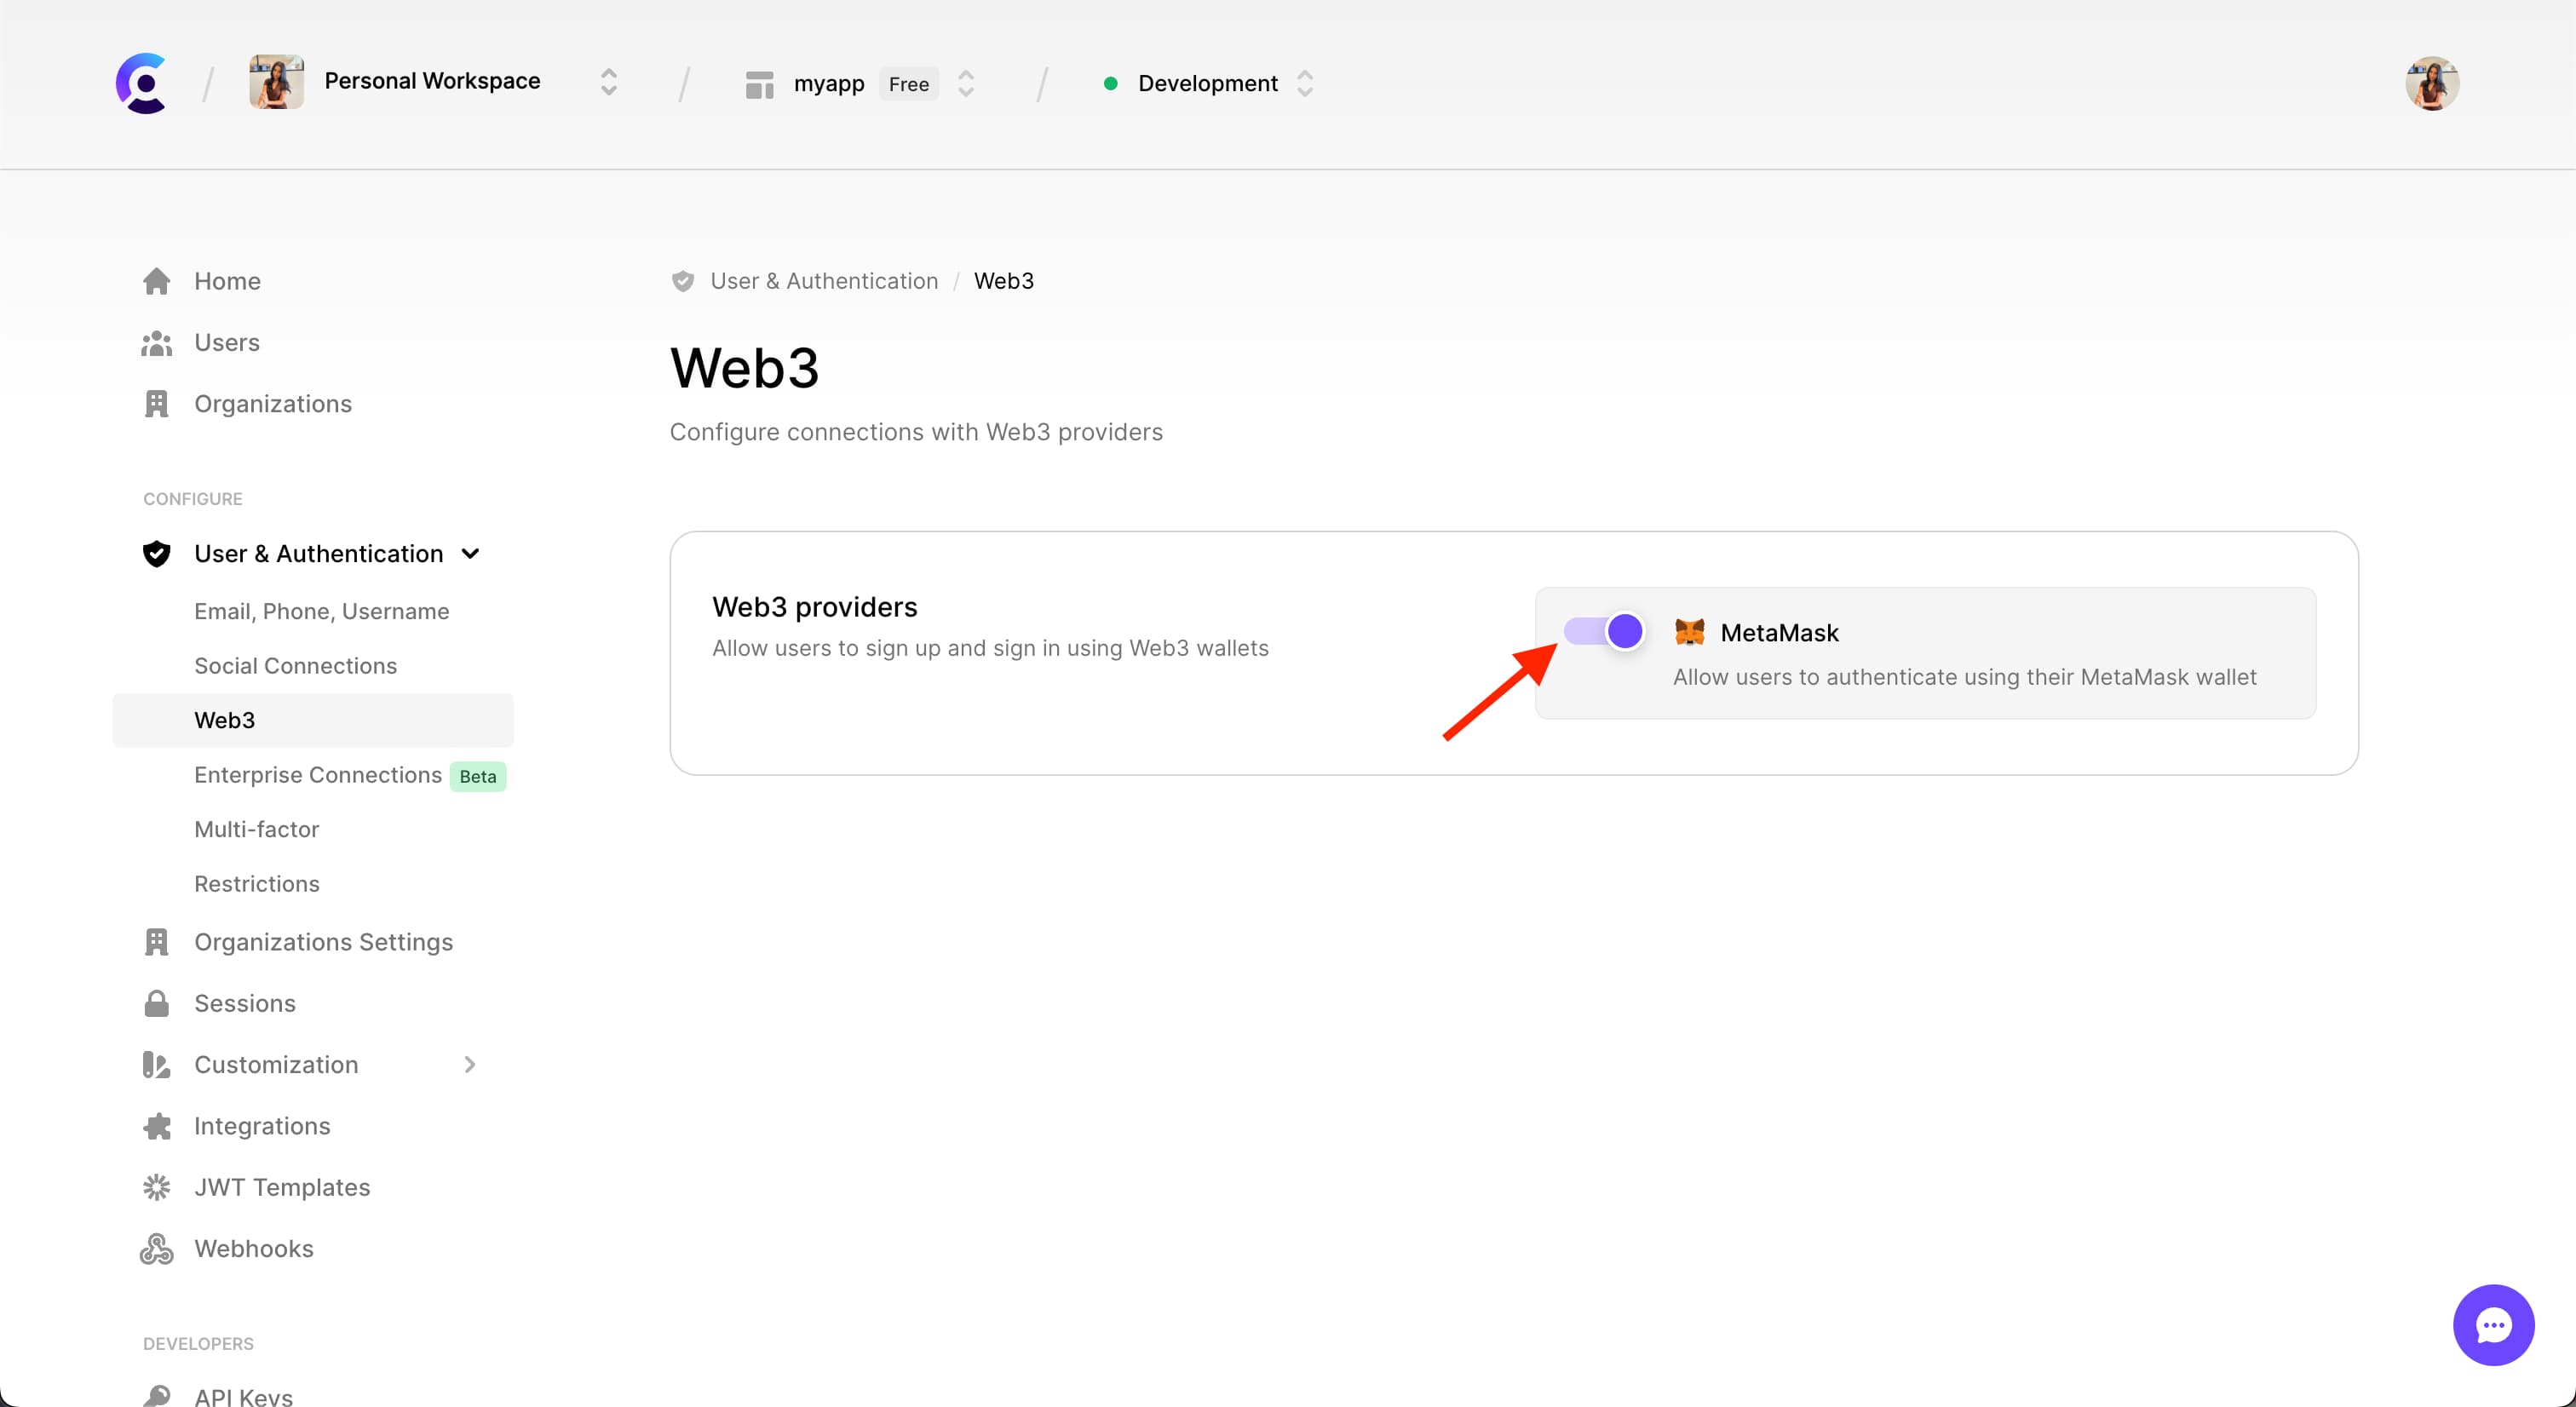 Personal Workspace
myapp Free
Development
Home
Users
Organizations
CONFIGURE
User & Authentication
Email, Phone, Username
Social Connections
Web3
Enterprise Connections Beta
Multi-factor
Restrictions
Organizations Settings
Sessions
Customization
Integrations
JWT Templates
Webhooks
DEVELOPERS
API Keys
User & Authentication / Web3
Web3
Configure connections with Web3 providers
Web3 providers
Allow users to sign up and sign in using Web3 wallets
MetaMask
Allow users to authenticate using their MetaMask wallet